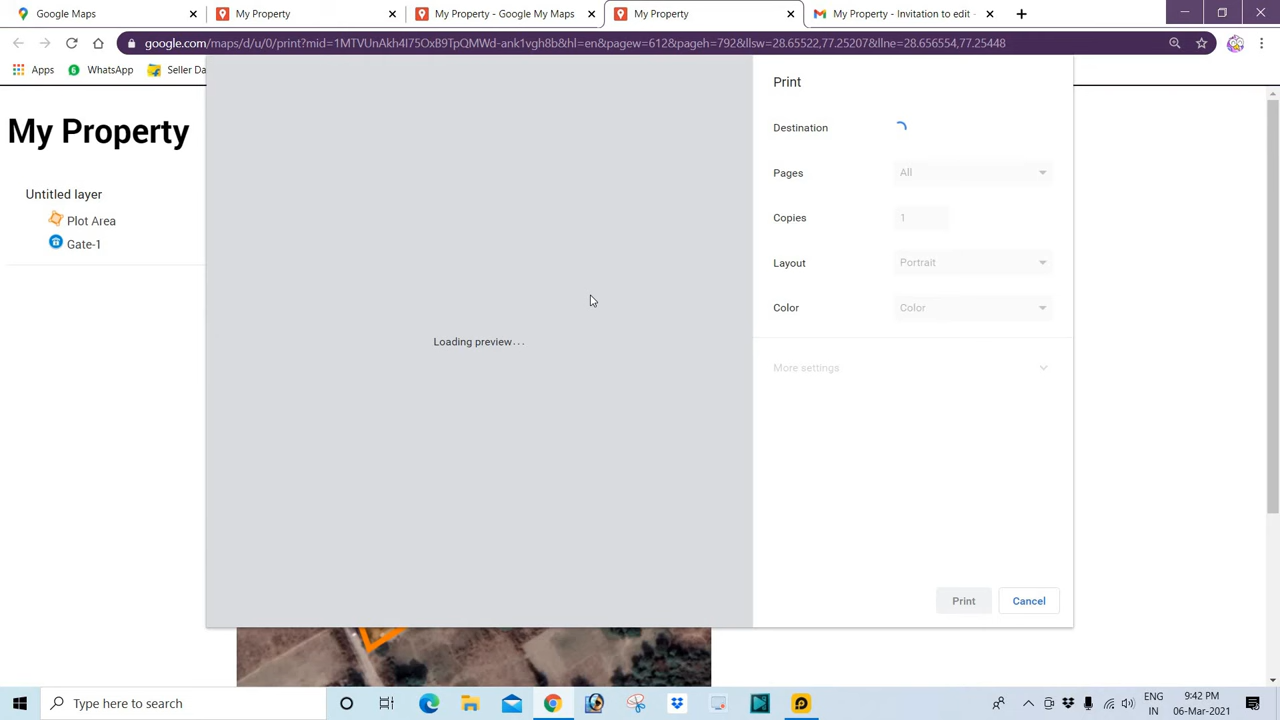 Google Maps
My Property
My Property - Google My Maps
My Property
My Property - Invitation to edit -
google.com/maps/d/u/0/print?mid=1MTVUnAkh4I75OxB9TpQMWd-ank1vgh8b&hl=en&pagew=612&pageh=792&llsw=28.65522,77.25207&llne=28.656554,77.25448
Apps
WhatsApp
Seller Da
My Property
Untitled layer
Plot Area
Gate-1
Loading preview...
Print
Destination
Pages All
Copies 1
Layout Portrait
Color Color
More settings
Print Cancel
Type here to search
ENG
IN
9:42 PM
06-Mar-2021